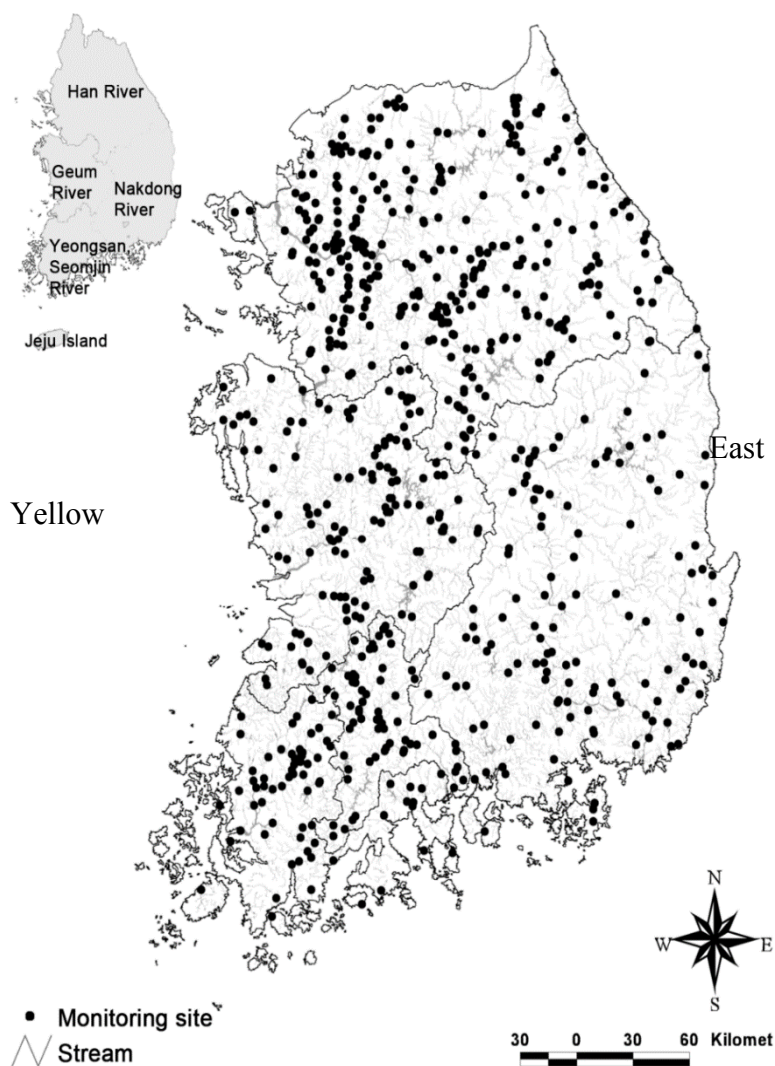 Han River
Geum
River
Nakdong
River
Yeongsan
Seomjin
River
Jeju Island
East
Yellow
N
W
E
S
Monitoring site
Stream
30 0 30 60 Kilomet